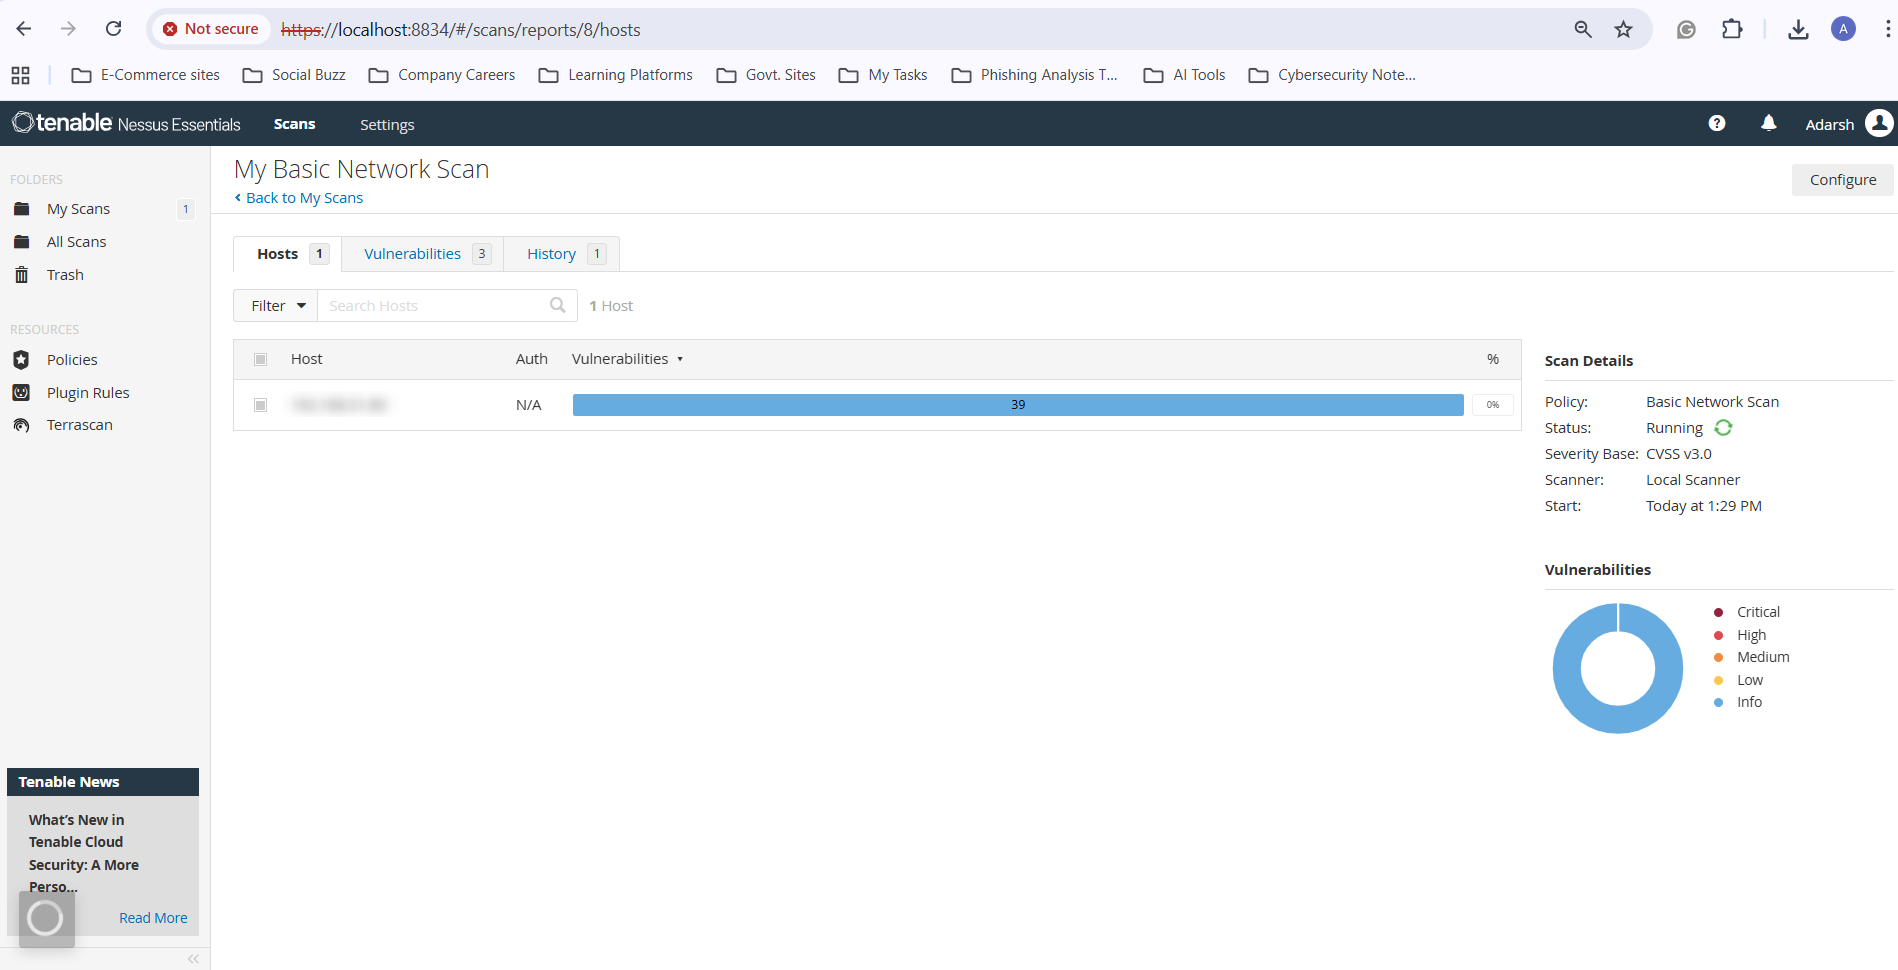 Not secure https://localhost:8834/#/scans/reports/8/hosts A
E-Commerce sites Social Buzz Company Careers Learning Platforms Govt. Sites My Tasks Phishing Analysis T... AI Tools Cybersecurity Note...
tenable Nessus Essentials Scans Settings ? Adarsh
FOLDERS
My Scans 1
All Scans
Trash
RESOURCES
Policies
Plugin Rules
Terrascan
Tenable News
What's New in
Tenable Cloud
Security: A More
Perso...
Read More
My Basic Network Scan
Back to My Scans
Configure
Hosts 1 Vulnerabilities 3 History 1
Filter Search Hosts 1 Host
Host Auth Vulnerabilities %
N/A 39 0%
Scan Details
Policy: Basic Network Scan
Status: Running
Severity Base: CVSS v3.0
Scanner: Local Scanner
Start: Today at 1:29 PM
Vulnerabilities
Critical
High
Medium
Low
Info